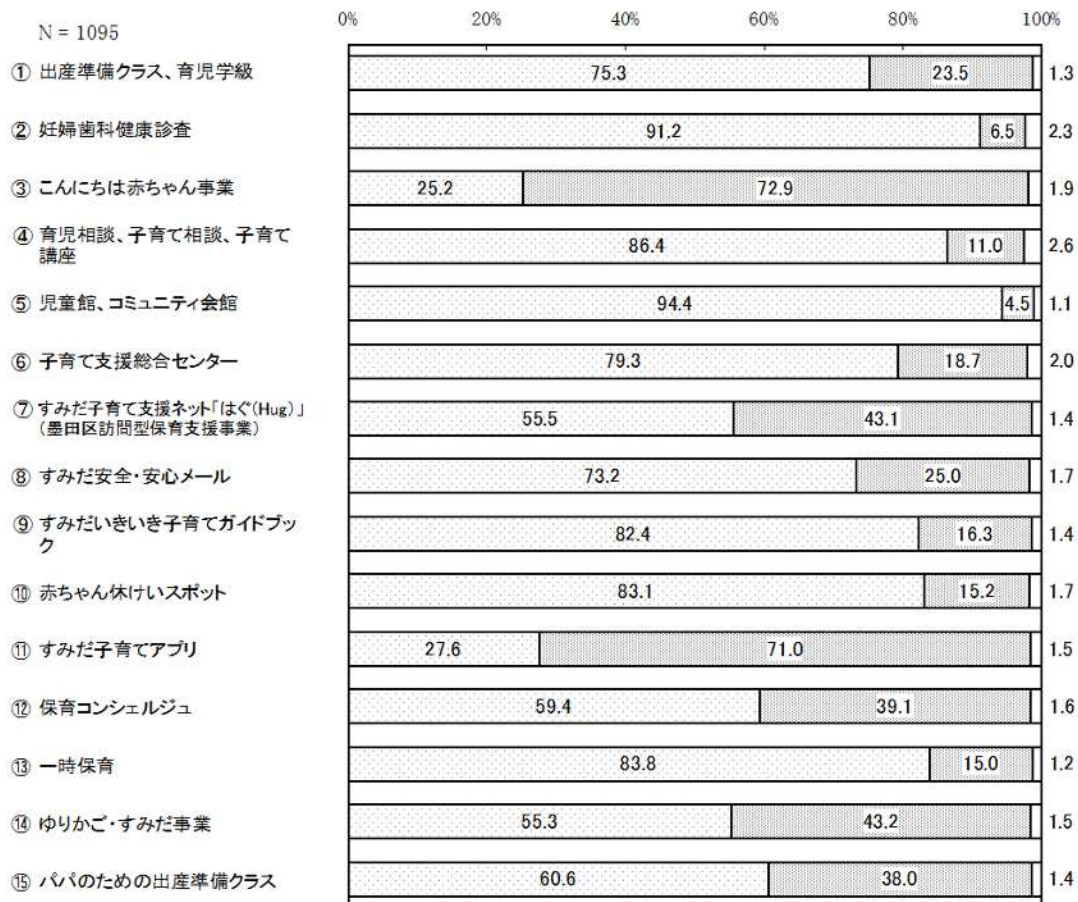 0% 20% 40% 60% 80% 100%
N = 1095
① 出産準備クラス、育児学級 75.3 23.5 1.3
② 妊婦歯科健康診査 91.2 6.5 2.3
③ こんにちは赤ちゃん事業 25.2 72.9 1.9
④ 育児相談、子育て相談、子育て
講座 86.4 11.0 2.6
⑤ 児童館、コミュニティ会館 94.4 4.5 1.1
⑥ 子育て支援総合センター 79.3 18.7 2.0
⑦ すみだ子育て支援ネット「はぐ(Hug)」
(墨田区訪問型保育支援事業) 55.5 43.1 1.4
⑧ すみだ安全・安心メール 73.2 25.0 1.7
⑨ すみだいきいき子育てガイドブッ
ク 82.4 16.3 1.4
⑩ 赤ちゃん休けいスポット 83.1 15.2 1.7
⑪ すみだ子育てアプリ 27.6 71.0 1.5
⑫ 保育コンシェルジュ 59.4 39.1 1.6
⑬ 一時保育 83.8 15.0 1.2
⑭ ゆりかご・すみだ事業 55.3 43.2 1.5
⑮ パパのための出産準備クラス 60.6 38.0 1.4